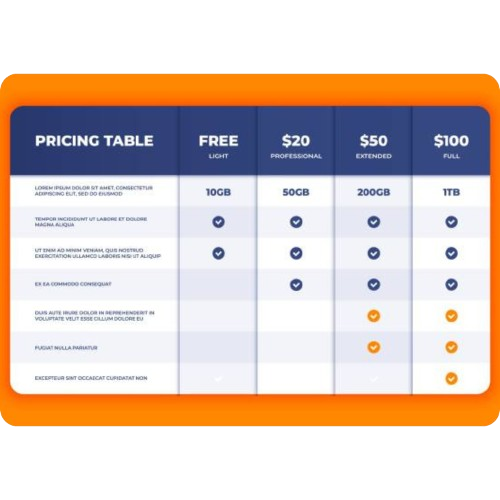 PRICING TABLE
FREE
LIGHT
$20
PROFESSIONAL
$50
EXTENDED
$100
FULL
LOREM IPSUM DOLOR SIT AMET, CONSECTETUR
ADIPISCING ELIT, SED DO EIUSMOD
10GB
50GB
200GB
1TB
TEMPOR INCIDIDUNT UT LABORE ET DOLORE
MAGNA ALIQUA
UT ENIM AD MINIM VENIAM, QUIS NOSTRUD
EXERCITATION ULLAMCO LABORIS NISI UT ALIQUIP
EX EA COMMODO CONSEQUAT
DUIS AUTE IRURE DOLOR IN REPREHENDERIT IN
VOLUPTATE VELIT ESSE CILLUM DOLORE EU
FUGIAT NULLA PARIATUR
EXCEPTEUR SINT OCCAECAT CUPIDATAT NON